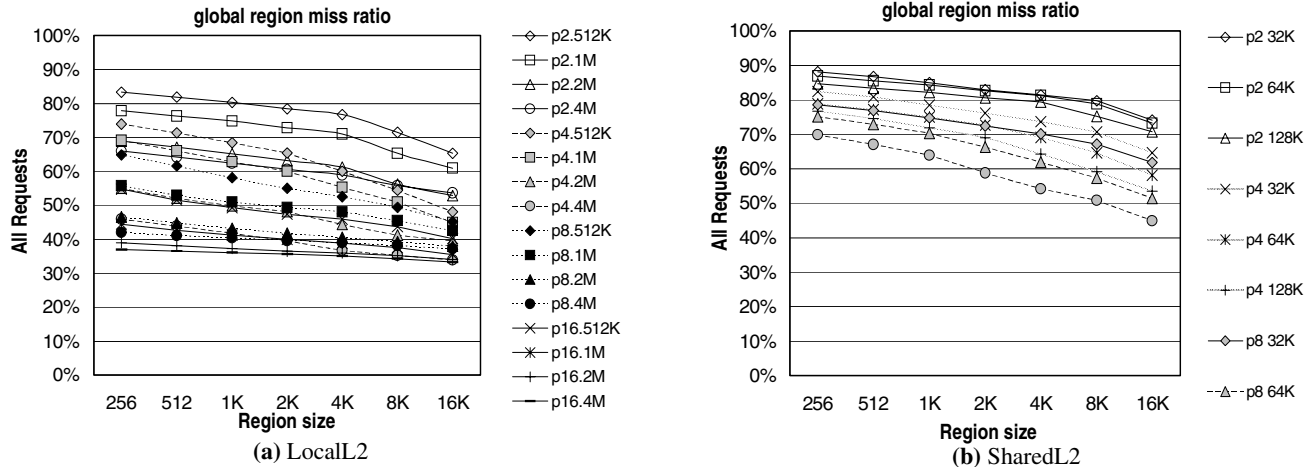 global region miss ratio
100%
90%
80%
70%
60%
50%
40%
30%
20%
10%
0%
All Requests
256 512 1K 2K 4K 8K 16K
Region size
p2.512K
p2.1M
p2.2M
p2.4M
p4.512K
p4.1M
p4.2M
p4.4M
p8.512K
p8.1M
p8.2M
p8.4M
p16.512K
p16.1M
p16.2M
p16.4M
(a) LocalL2
global region miss ratio
100%
90%
80%
70%
60%
50%
40%
30%
20%
10%
0%
All Requests
256 512 1K 2K 4K 8K 16K
Region size
p2 32K
p2 64K
p2 128K
p4 32K
p4 64K
p4 128K
p8 32K
p8 64K
(b) SharedL2